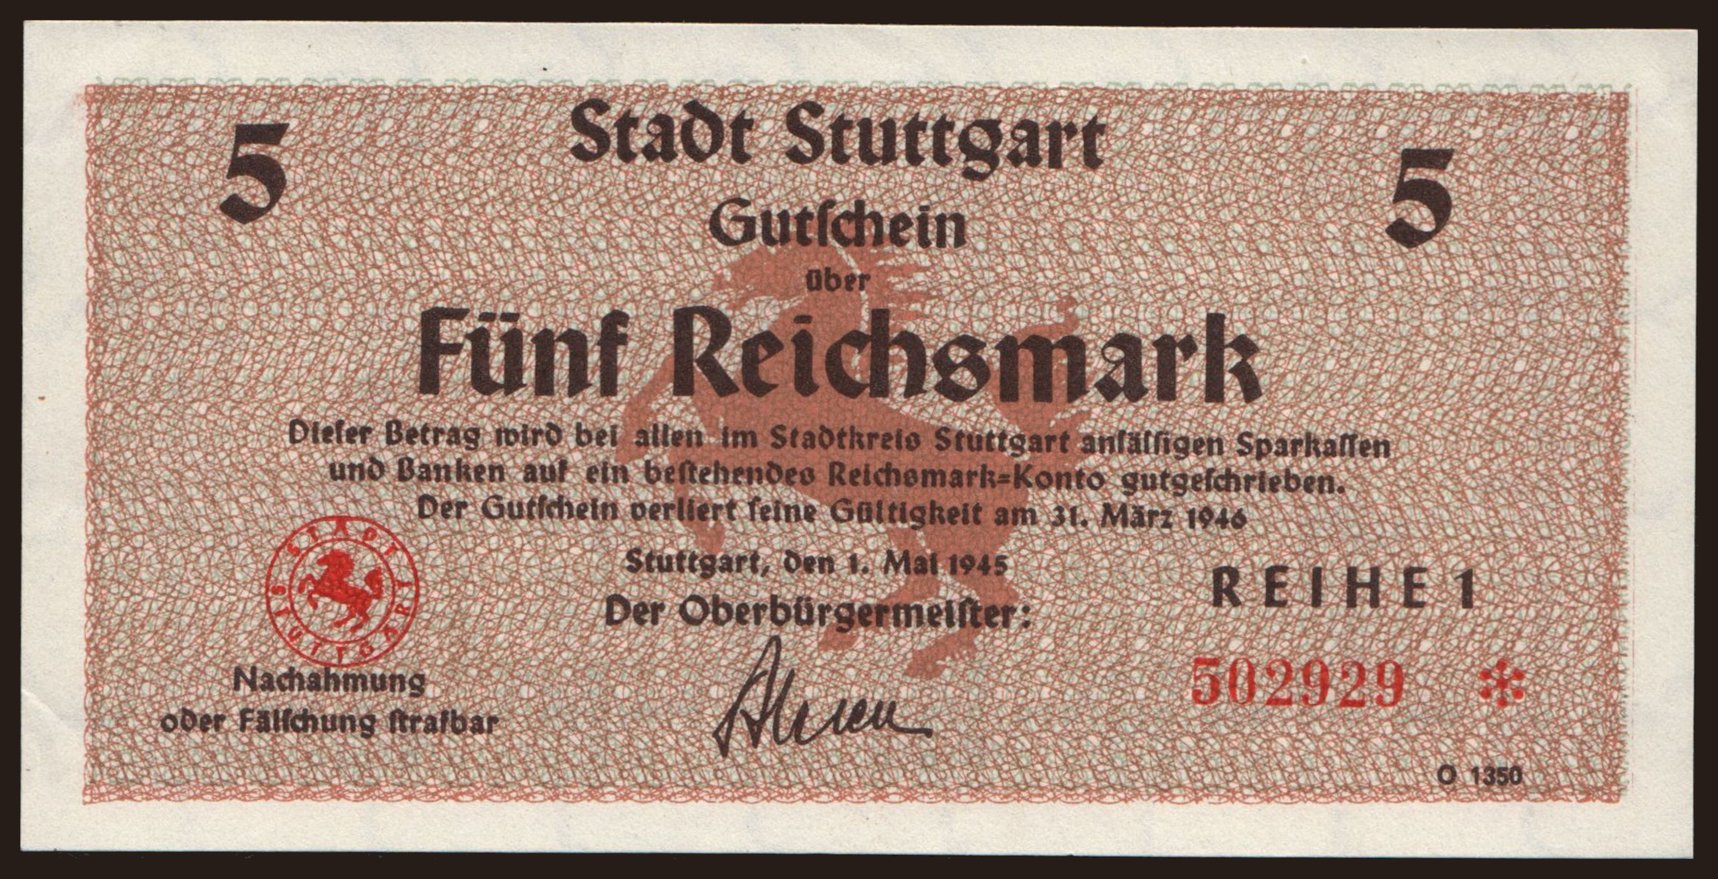 5 Stadt Stuttgart 5
Gutſchein
über
Fünf Reichsmark
Dieſer Betrag wird bei allen im Stadtkreis Stuttgart anſäſſigen Sparkaſſen
und Banken auf ein beſtehendes Reichsmark=Konto gutgeſchrieben.
Der Gutſchein verliert ſeine Gültigkeit am 31. März 1946
Stuttgart, den 1. Mai 1945
Der Oberbürgermeiſter:
STADT STUTTGART
REIHE 1
502929 *
Nachahmung
oder Fälſchung ſtrafbar
O 1350